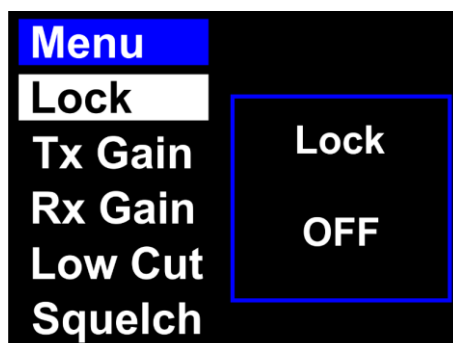 Menu
Lock
Tx Gain
Rx Gain
Low Cut
Squelch
Lock
OFF